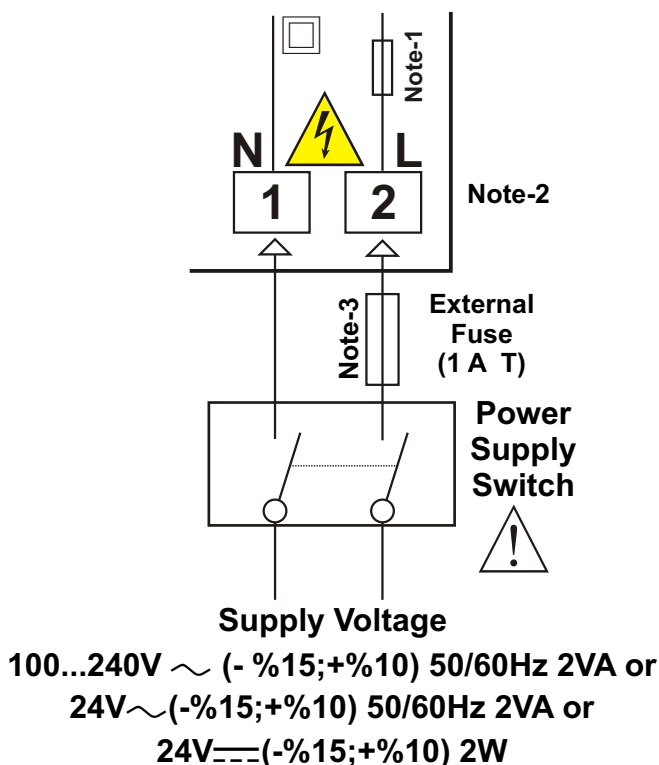 Note-1
N
L
1
2
Note-2
Note-3
External
Fuse
(1 A T)
Power
Supply
Switch
!
Supply Voltage
100...240V ~ (- %15;+%10) 50/60Hz 2VA or
24V~(-%15;+%10) 50/60Hz 2VA or
24V⎓(-%15;+%10) 2W